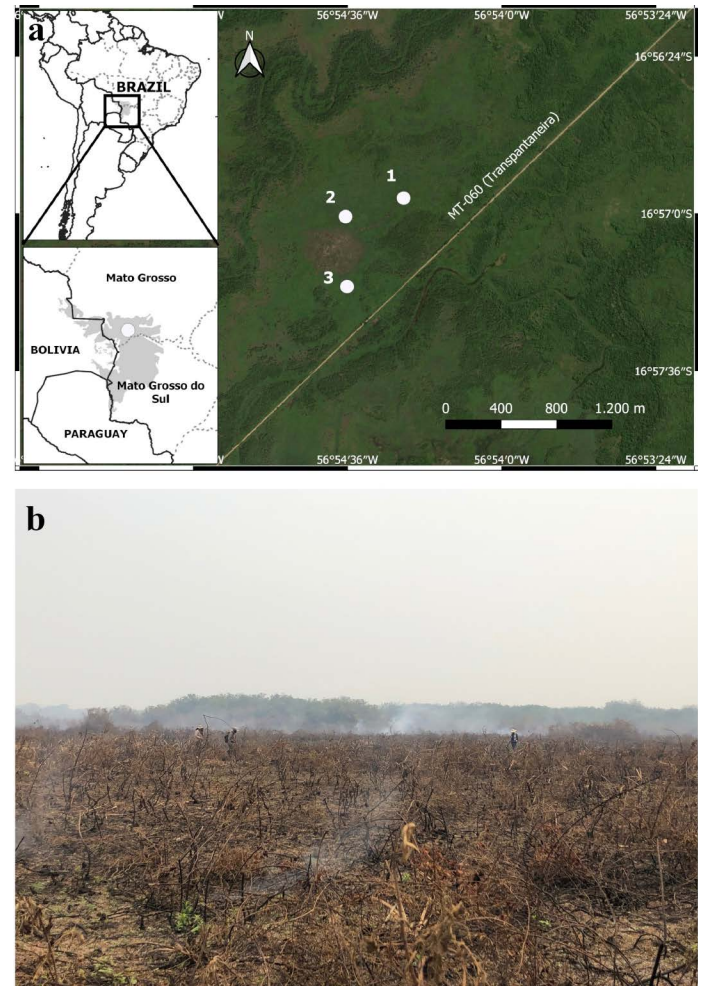 a
BRAZIL
Mato Grosso
BOLIVIA
Mato Grosso do
Sul
PARAGUAY
N
56°54'36"W
56°54'0"W
56°53'24"W
16°56'24"S
MT-060 (Transpantaneira)
1
2
16°57'0"S
3
16°57'36"S
0 400 800 1.200 m
56°54'36"W
56°54'0"W
56°53'24"W
b